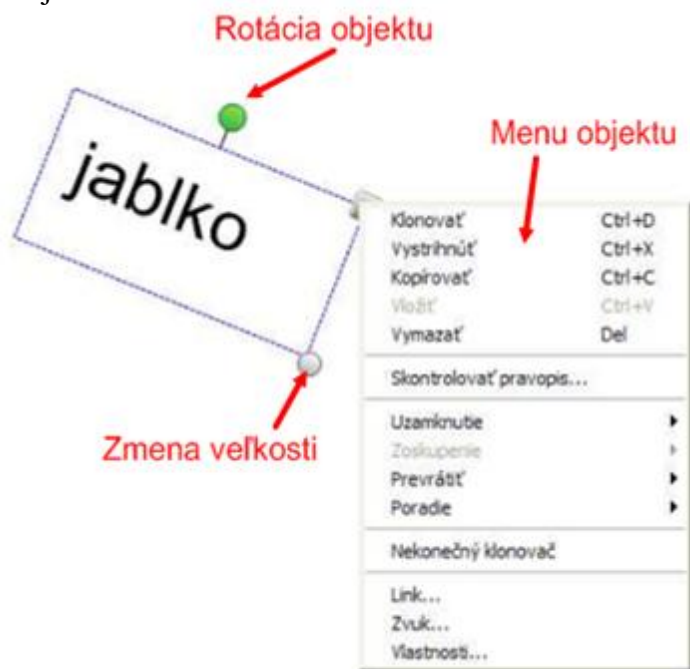 Rotácia objektu
Menu objektu
jablko
Klonovať Ctrl+D
Vystrihnúť Ctrl+X
Kopírovať Ctrl+C
Vložiť Ctrl+V
Vymazať Del
Skontrolovať pravopis...
Uzamknutie
Zoskupenie
Prevrátiť
Poradie
Nekonečný klonovač
Link...
Zvuk...
Vlastnosti...
Zmena veľkosti